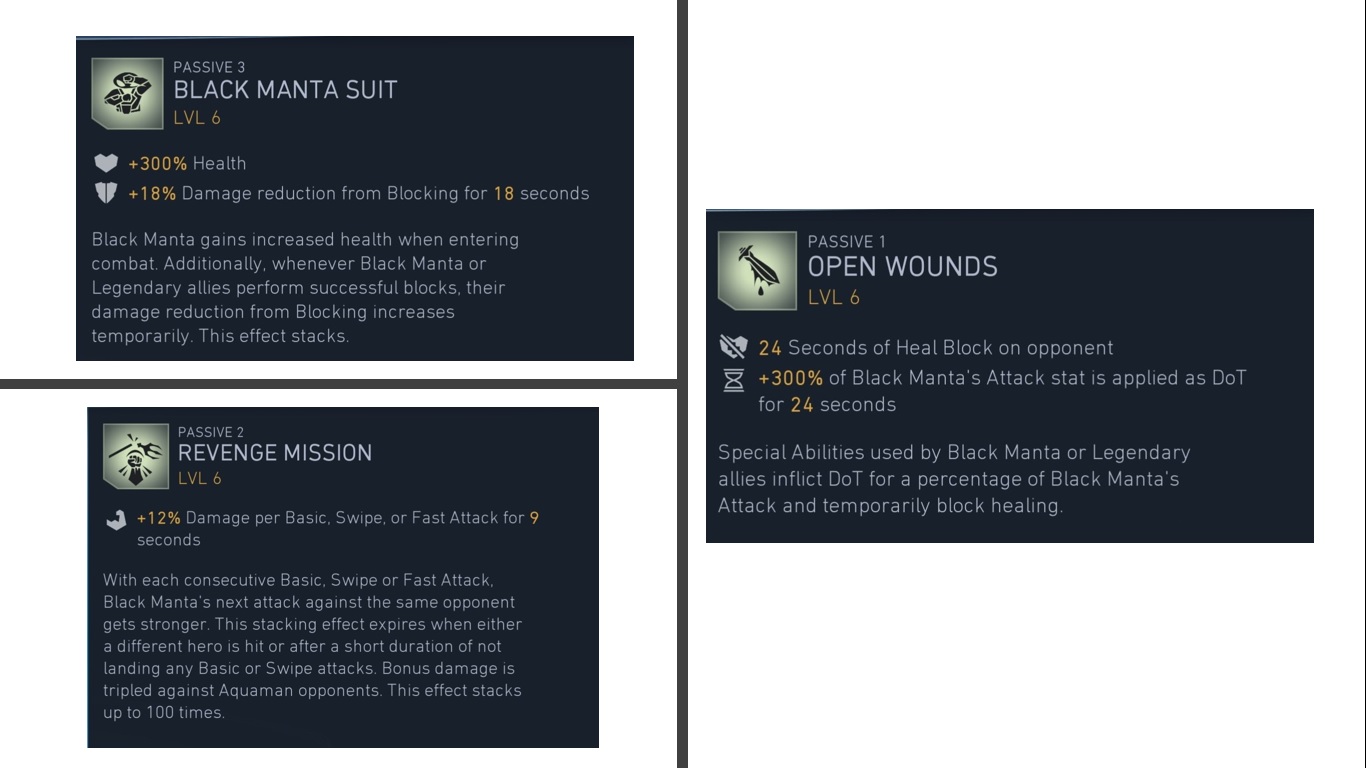 PASSIVE 3
BLACK MANTA SUIT
LVL 6
+300% Health
+18% Damage reduction from Blocking for 18 seconds
Black Manta gains increased health when entering
combat. Additionally, whenever Black Manta or
Legendary allies perform successful blocks, their
damage reduction from Blocking increases
temporarily. This effect stacks.
PASSIVE 2
REVENGE MISSION
LVL 6
+12% Damage per Basic, Swipe, or Fast Attack for 9
seconds
With each consecutive Basic, Swipe or Fast Attack,
Black Manta's next attack against the same opponent
gets stronger. This stacking effect expires when either
a different hero is hit or after a short duration of not
landing any Basic or Swipe attacks. Bonus damage is
tripled against Aquaman opponents. This effect stacks
up to 100 times.
PASSIVE 1
OPEN WOUNDS
LVL 6
24 Seconds of Heal Block on opponent
+300% of Black Manta's Attack stat is applied as DoT
for 24 seconds
Special Abilities used by Black Manta or Legendary
allies inflict DoT for a percentage of Black Manta's
Attack and temporarily block healing.